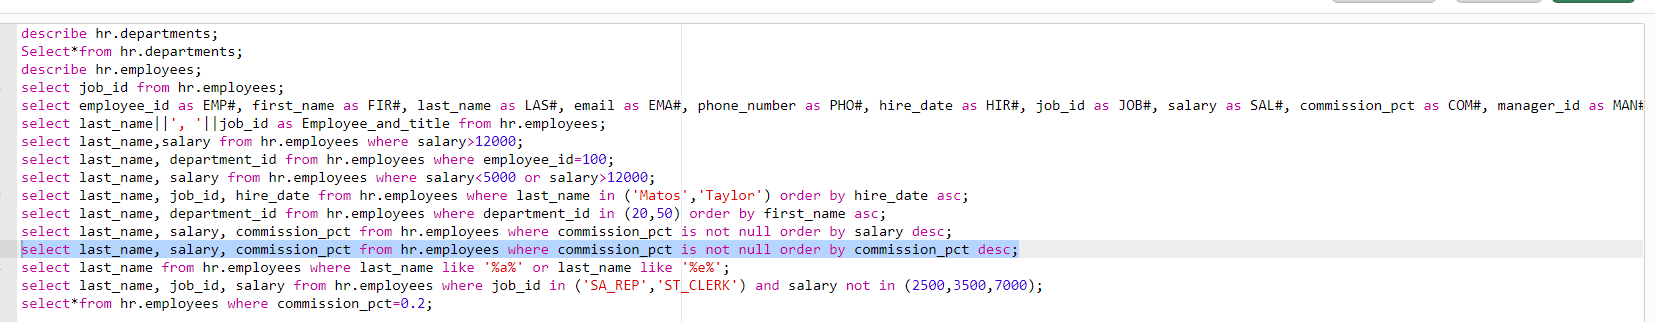 describe hr.departments;
Select*from hr.departments;
describe hr.employees;
select job_id from hr.employees;
select employee_id as EMP#, first_name as FIR#, last_name as LAS#, email as EMA#, phone_number as PHO#, hire_date as HIR#, job_id as JOB#, salary as SAL#, commission_pct as COM#, manager_id as MAN#
select last_name||', '||job_id as Employee_and_title from hr.employees;
select last_name,salary from hr.employees where salary>12000;
select last_name, department_id from hr.employees where employee_id=100;
select last_name, salary from hr.employees where salary<5000 or salary>12000;
select last_name, job_id, hire_date from hr.employees where last_name in ('Matos','Taylor') order by hire_date asc;
select last_name, department_id from hr.employees where department_id in (20,50) order by first_name asc;
select last_name, salary, commission_pct from hr.employees where commission_pct is not null order by salary desc;
select last_name, salary, commission_pct from hr.employees where commission_pct is not null order by commission_pct desc;
select last_name from hr.employees where last_name like '%a%' or last_name like '%e%';
select last_name, job_id, salary from hr.employees where job_id in ('SA_REP','ST_CLERK') and salary not in (2500,3500,7000);
select*from hr.employees where commission_pct=0.2;